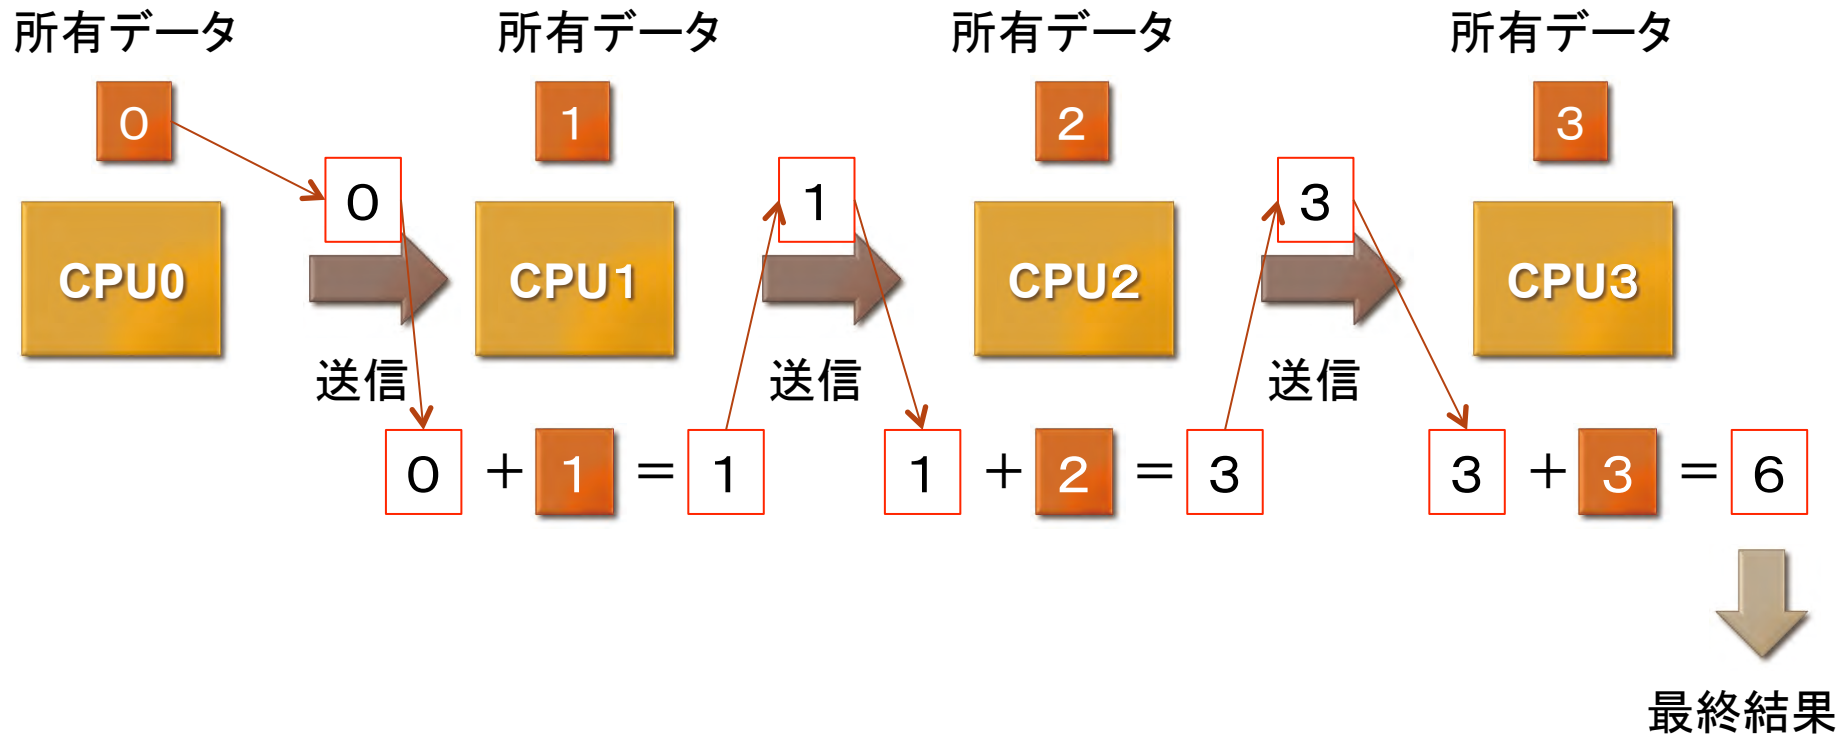 所有データ 所有データ 所有データ 所有データ
0 1 2 3
0 1 3
CPU0 CPU1 CPU2 CPU3
送信 送信 送信
0 + 1 = 1 1 + 2 = 3 3 + 3 = 6
最終結果